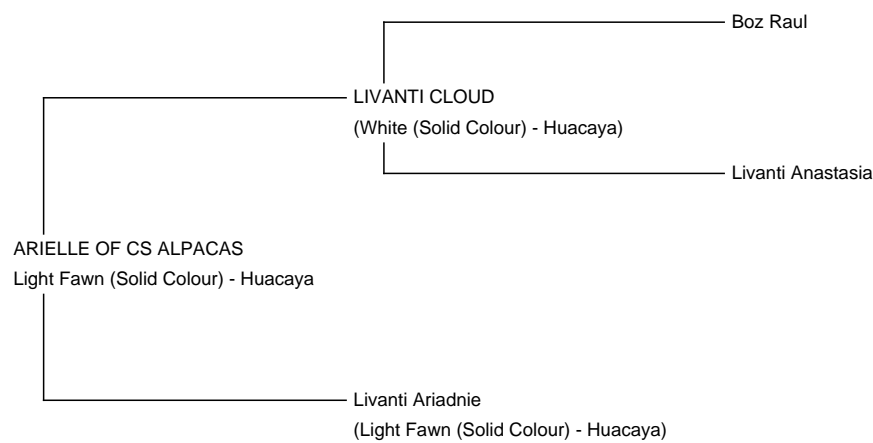 Boz Raul
LIVANTI CLOUD
(White (Solid Colour) - Huacaya)
Livanti Anastasia
ARIELLE OF CS ALPACAS
Light Fawn (Solid Colour) - Huacaya
Livanti Ariadnie
(Light Fawn (Solid Colour) - Huacaya)